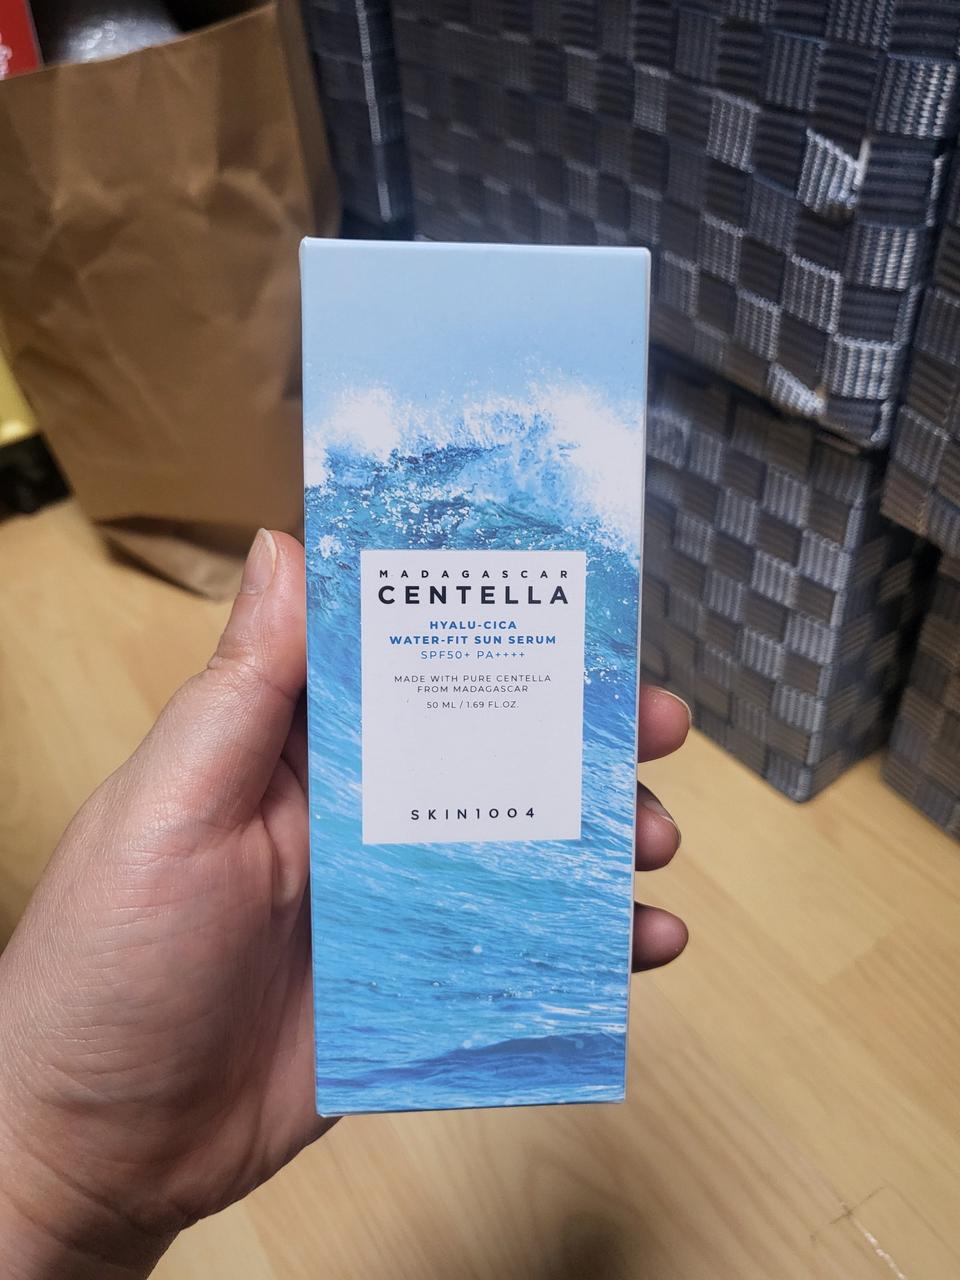 MADAGASCAR
CENTELLA
HYALU-CICA
WATER-FIT SUN SERUM
SPF50+ PA++++
MADE WITH PURE CENTELLA
FROM MADAGASCAR
50 ML / 1.69 FL.OZ.
SKIN1004